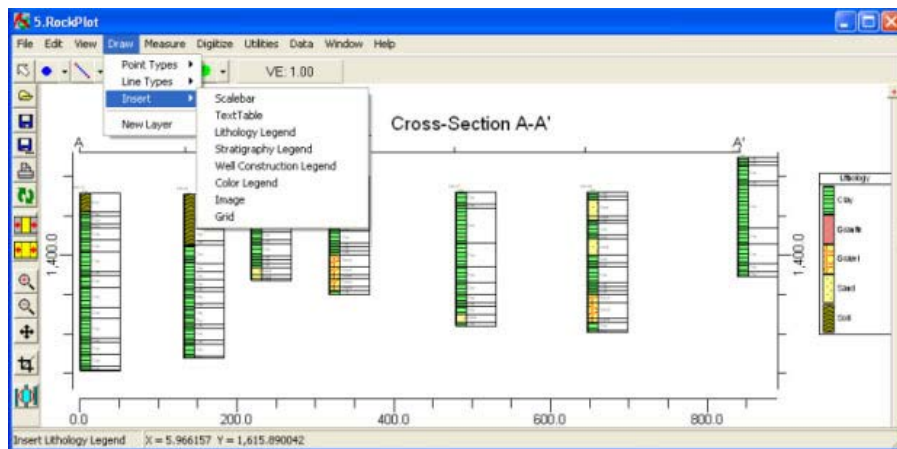 5.RockPlot
File Edit View Draw Measure Digitize Utilities Data Window Help
VE: 1.00
Point Types
Line Types
Insert
New Layer
Scalebar
TextTable
Lithology Legend
Stratigraphy Legend
Well Construction Legend
Color Legend
Image
Grid
Cross-Section A-A'
A
A'
1,400.0
1,400.0
Lithology
Clay
Granite
Gravel
Sand
Soil
0.0 200.0 400.0 600.0 800.0
Insert Lithology Legend X = 5.966157 Y = 1,615.890042